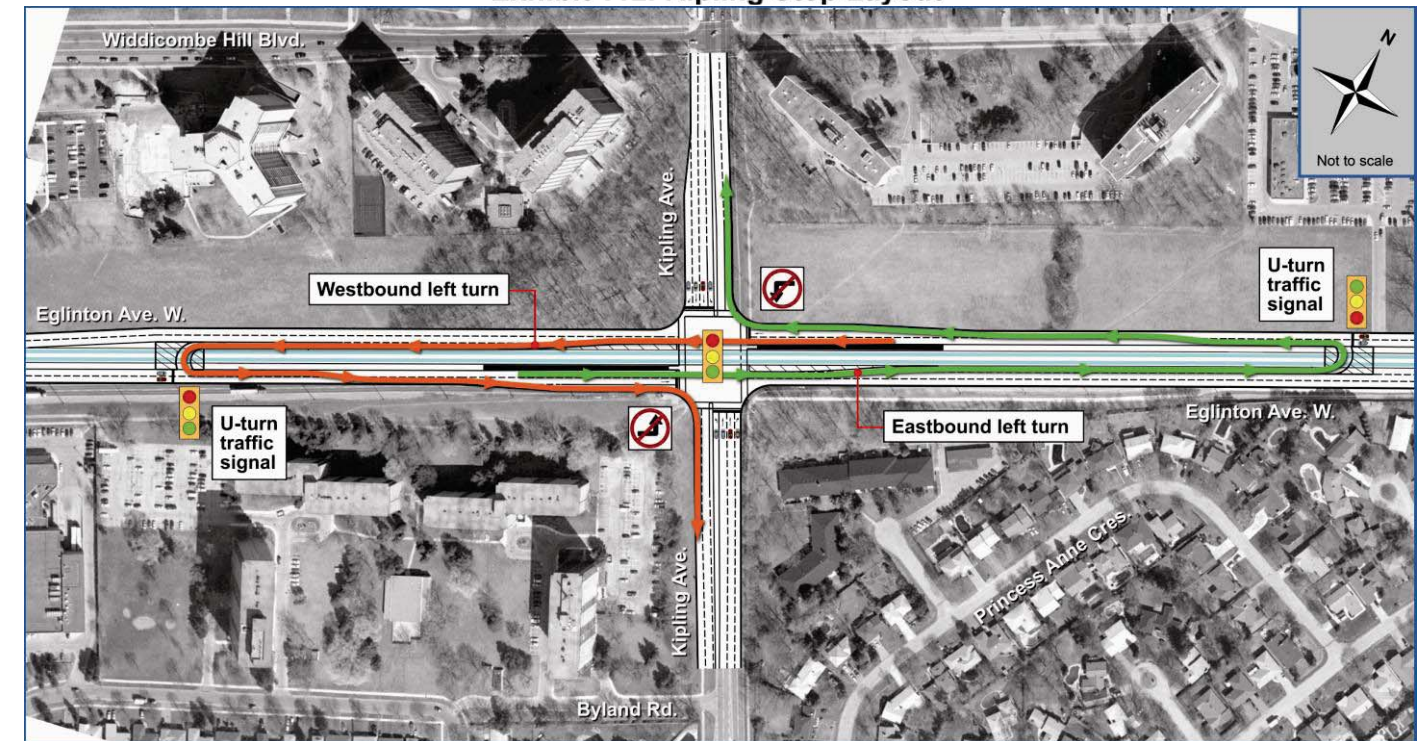 Widdicombe Hill Blvd.
N
Not to scale
Kipling Ave.
Westbound left turn
U-turn
traffic
signal
Eglinton Ave. W.
Eglinton Ave. W.
U-turn
traffic
signal
Eastbound left turn
Princess Anne Cres.
Kipling Ave.
Byland Rd.